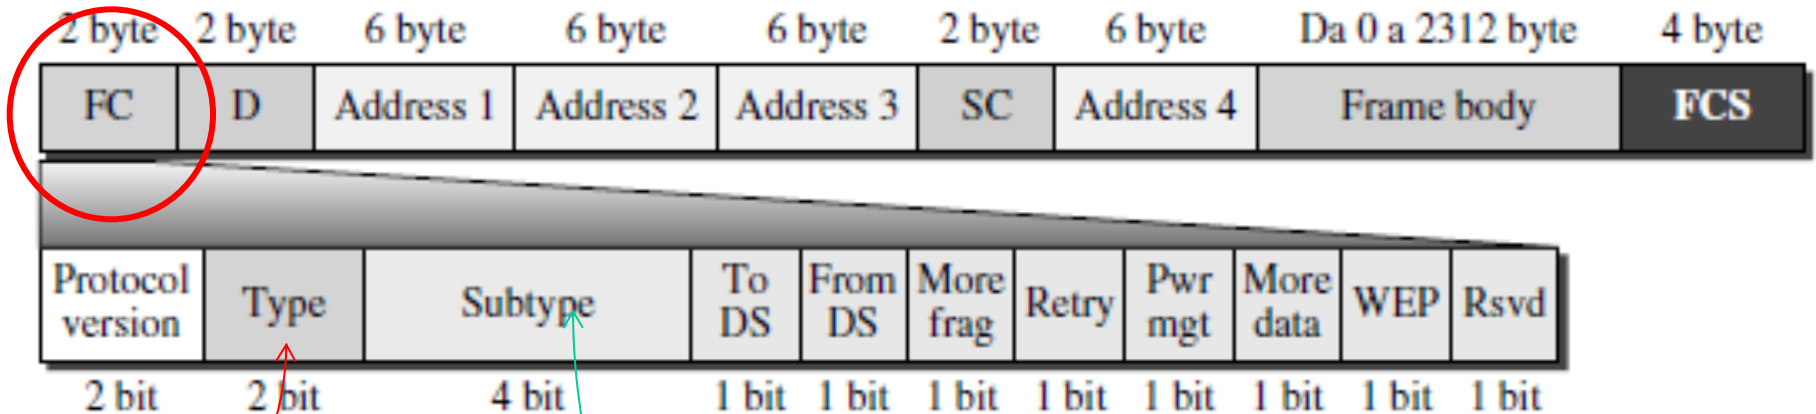 2 byte 2 byte 6 byte 6 byte 6 byte 2 byte 6 byte Da 0 a 2312 byte 4 byte
FC D Address 1 Address 2 Address 3 SC Address 4 Frame body FCS
Protocol version Type Subtype To DS From DS More frag Retry Pwr mgt More data WEP Rsvd
2 bit 2 bit 4 bit 1 bit 1 bit 1 bit 1 bit 1 bit 1 bit 1 bit 1 bit